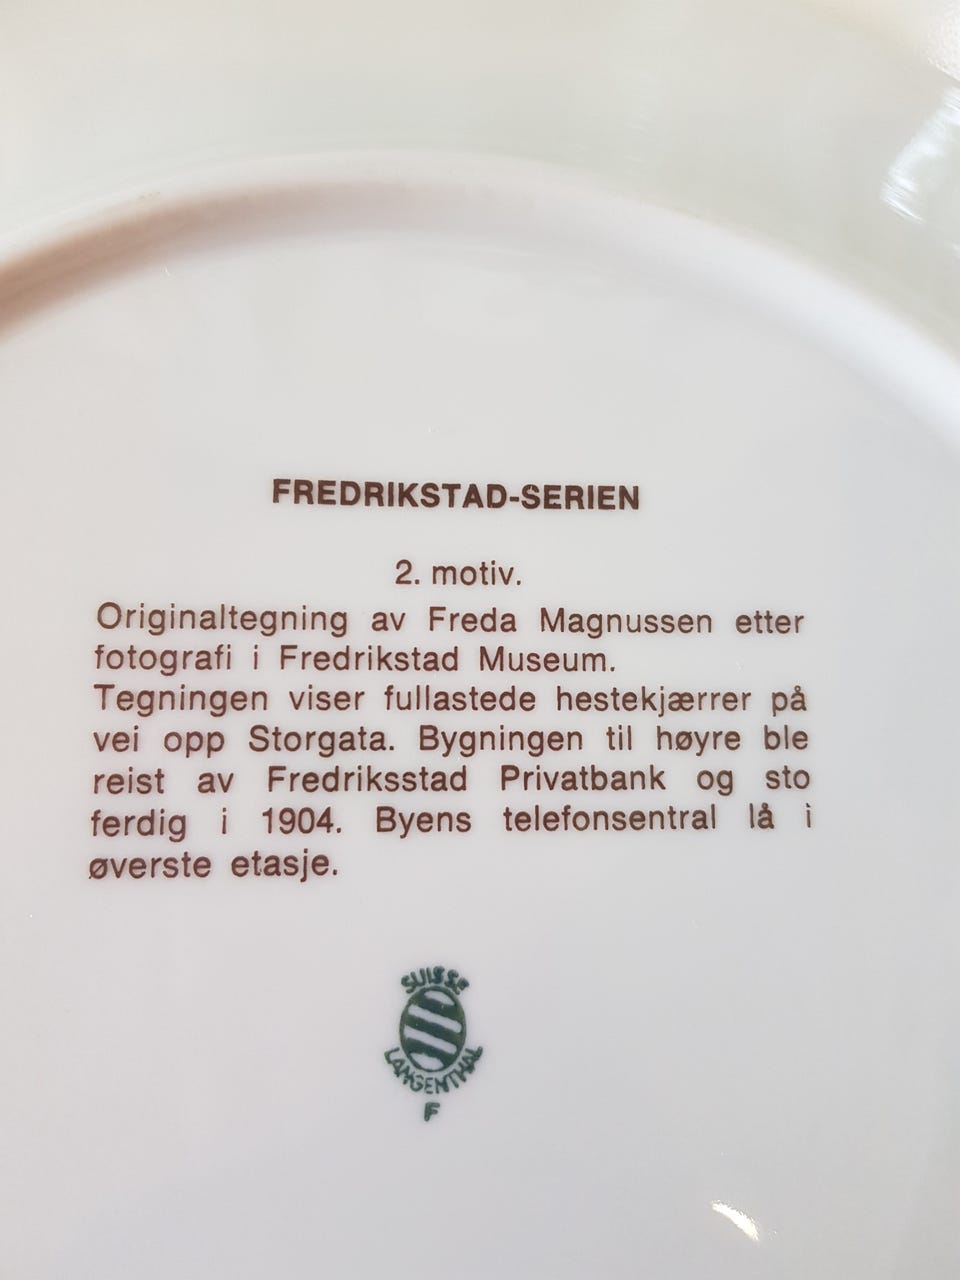 FREDRIKSTAD-SERIEN
2. motiv.
Originaltegning av Freda Magnussen etter
fotografi i Fredrikstad Museum.
Tegningen viser fullastede hestekjærrer på
vei opp Storgata. Bygningen til høyre ble
reist av Fredriksstad Privatbank og sto
ferdig i 1904. Byens telefonsentral lå i
øverste etasje.
SUISSE
LANGENTHAL
F